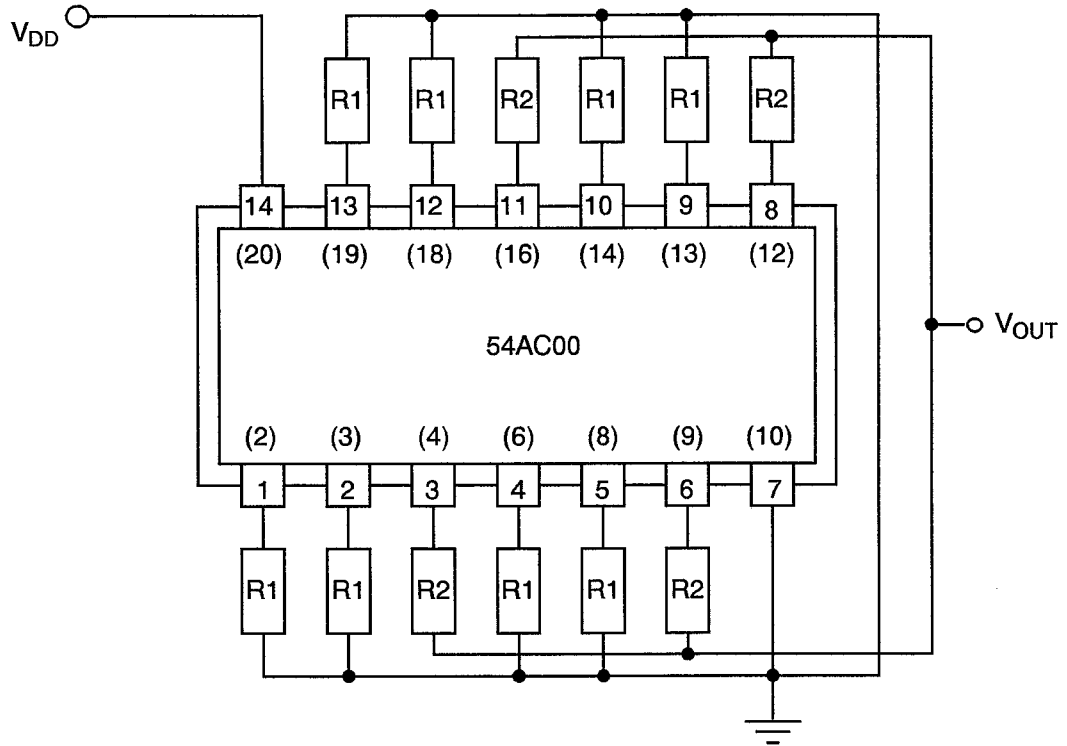 V_DD
R1 R1 R2 R1 R1 R2
14 13 12 11 10 9 8
(20) (19) (18) (16) (14) (13) (12)
V_OUT
54AC00
(2) (3) (4) (6) (8) (9) (10)
1 2 3 4 5 6 7
R1 R1 R2 R1 R1 R2